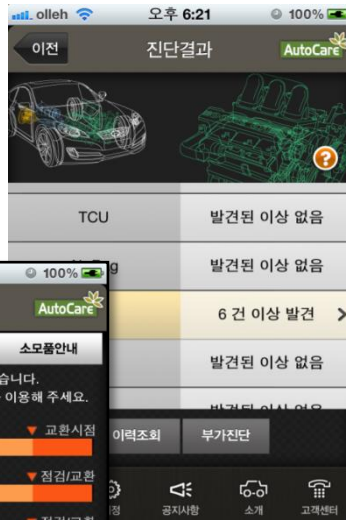 olleh 오후 6:21 100%
이전 진단결과 AutoCare
?
TCU 발견된 이상 없음
발견된 이상 없음
6 건 이상 발견
발견된 이상 없음
이력조회 부가진단
공지사항 소개 고객센터
100%
AutoCare
소모품안내
습니다.
이용해 주세요.
교환시점
점검/교환